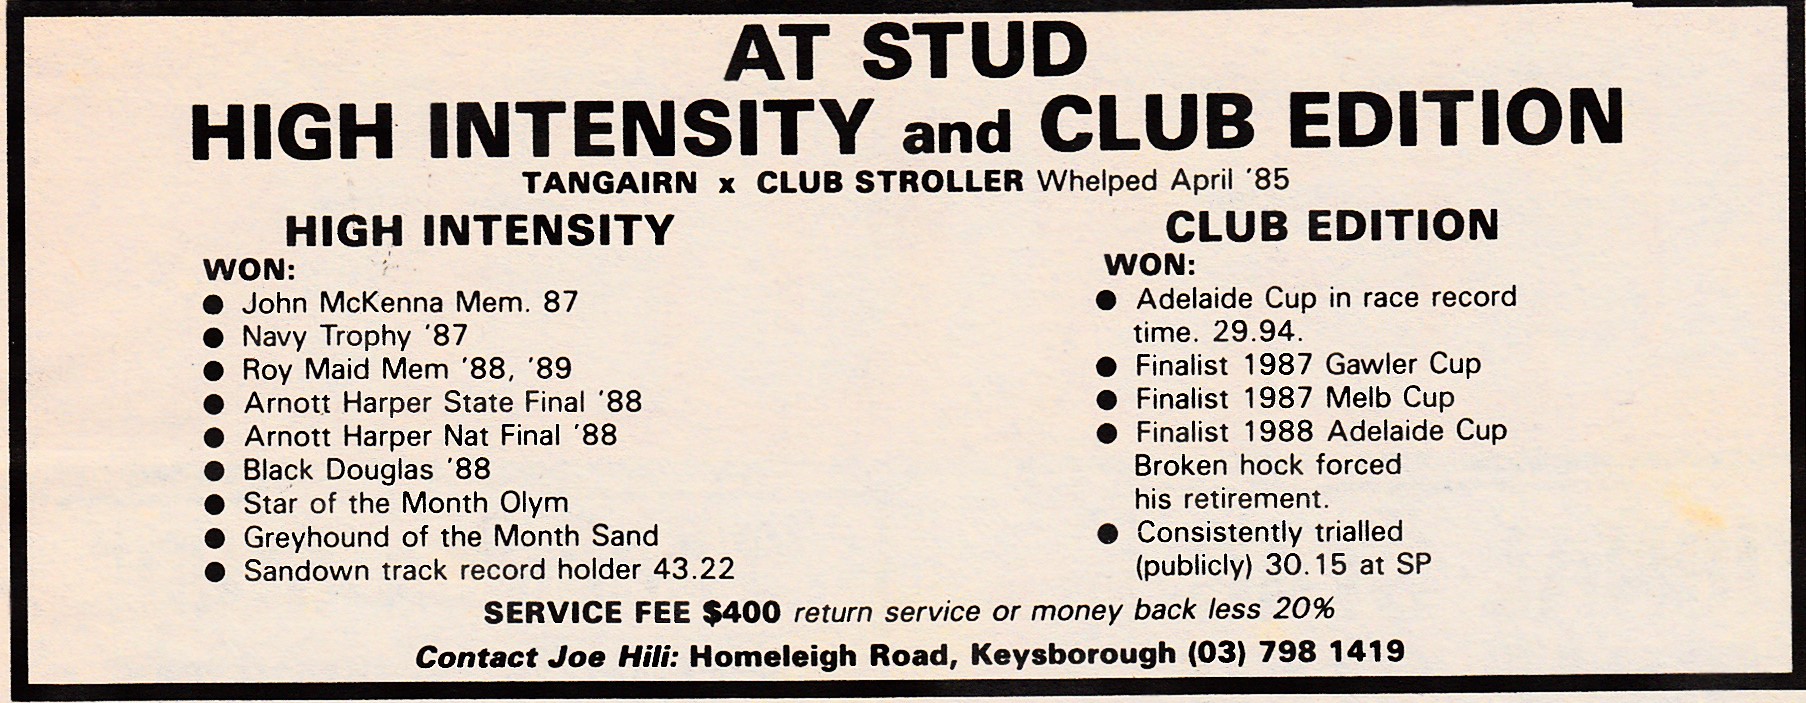 AT STUD
HIGH INTENSITY and CLUB EDITION
TANGAIRN x CLUB STROLLER Whelped April '85
HIGH INTENSITY
WON:
● John McKenna Mem. 87
● Navy Trophy '87
● Roy Maid Mem '88, '89
● Arnott Harper State Final '88
● Arnott Harper Nat Final '88
● Black Douglas '88
● Star of the Month Olym
● Greyhound of the Month Sand
● Sandown track record holder 43.22
CLUB EDITION
WON:
● Adelaide Cup in race record
time. 29.94.
● Finalist 1987 Gawler Cup
● Finalist 1987 Melb Cup
● Finalist 1988 Adelaide Cup
Broken hock forced
his retirement.
● Consistently trialled
(publicly) 30.15 at SP
SERVICE FEE $400 return service or money back less 20%
Contact Joe Hili: Homeleigh Road, Keysborough (03) 798 1419